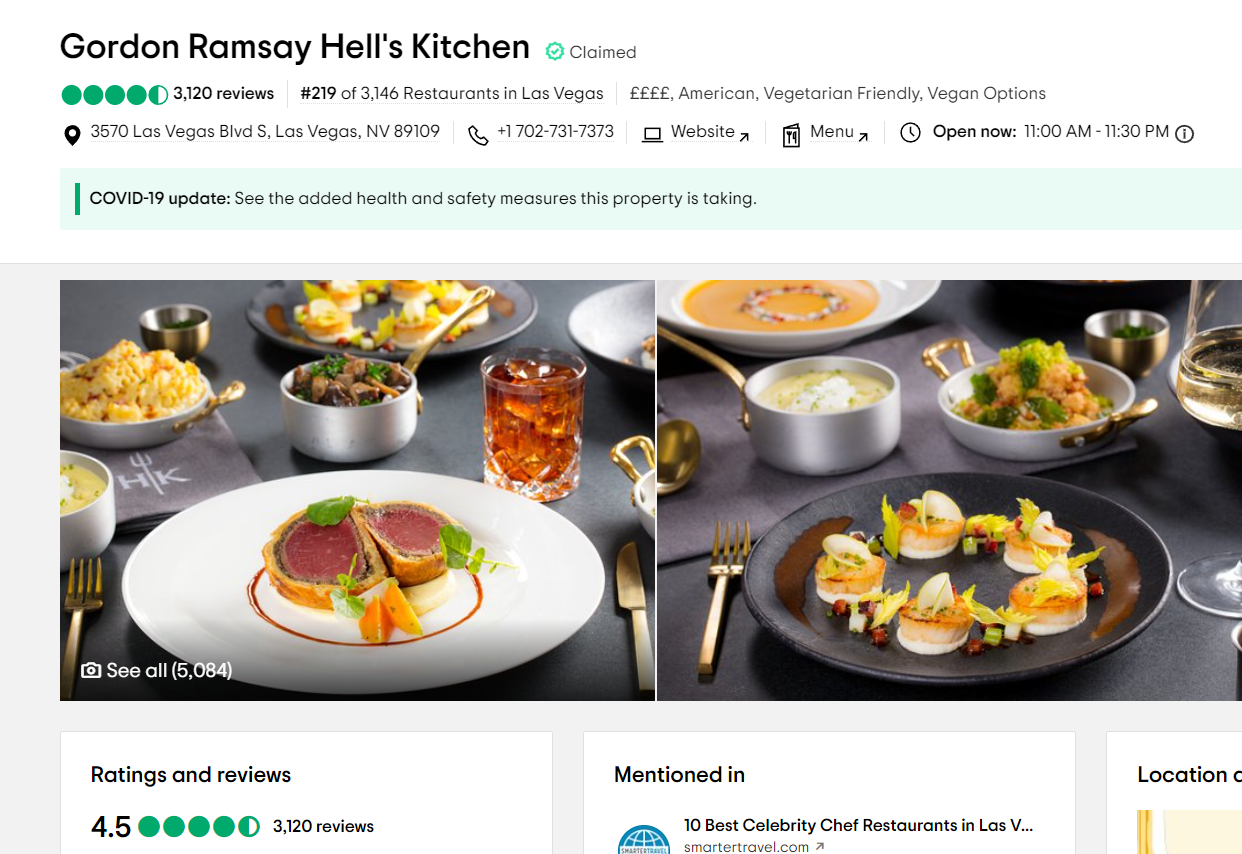 Gordon Ramsay Hell's Kitchen Claimed
3,120 reviews #219 of 3,146 Restaurants in Las Vegas ££££, American, Vegetarian Friendly, Vegan Options
3570 Las Vegas Blvd S, Las Vegas, NV 89109 +1 702-731-7373 Website Menu Open now: 11:00 AM - 11:30 PM
COVID-19 update: See the added health and safety measures this property is taking.
HK
See all (5,084)
Ratings and reviews
4.5 3,120 reviews
Mentioned in
10 Best Celebrity Chef Restaurants in Las V...
SMARTERTRAVEL
smartertravel.com
Location